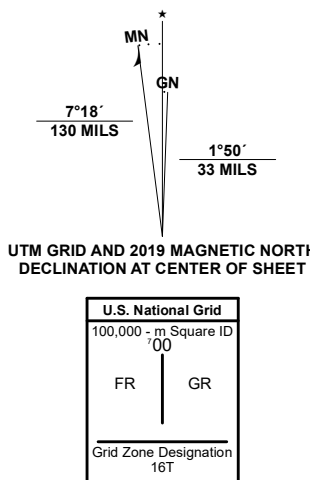 ★
MN
GN
7°18´
130 MILS
1°50´
33 MILS
UTM GRID AND 2019 MAGNETIC NORTH
DECLINATION AT CENTER OF SHEET
U.S. National Grid
100,000 - m Square ID
⁷00
FR GR
Grid Zone Designation
16T